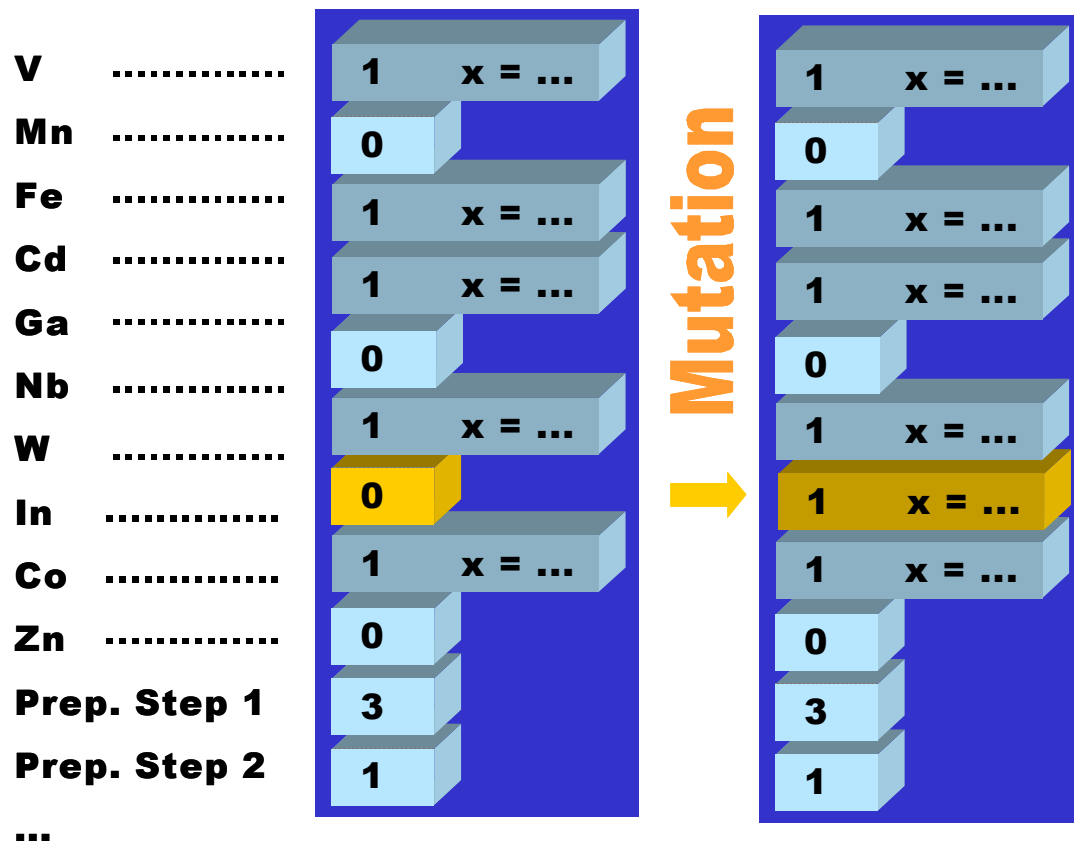 V .............. 1 x = ... 1 x = ...
Mn .............. 0 0
Fe .............. 1 x = ... 1 x = ...
Cd .............. 1 x = ... 1 x = ...
Ga .............. 0 0
Nb .............. 1 x = ... 1 x = ...
W .............. 0 1 x = ...
In .............. 1 x = ... 1 x = ...
Co .............. 0 0
Zn .............. 3 3
Prep. Step 1 1 1
Prep. Step 2
...
Mutation